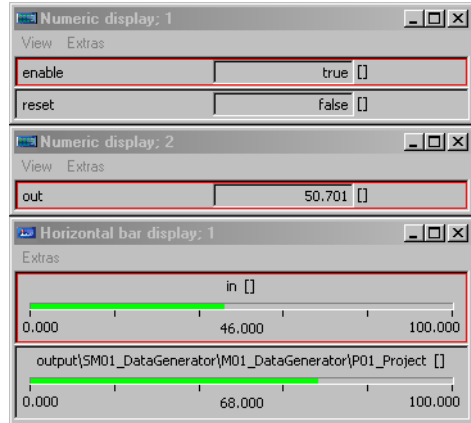 Numeric display; 1
View Extras
enable true []
reset false []
Numeric display; 2
View Extras
out 50.701 []
Horizontal bar display; 1
Extras
in []
0.000 46.000 100.000
output\SM01_DataGenerator\M01_DataGenerator\P01_Project []
0.000 68.000 100.000